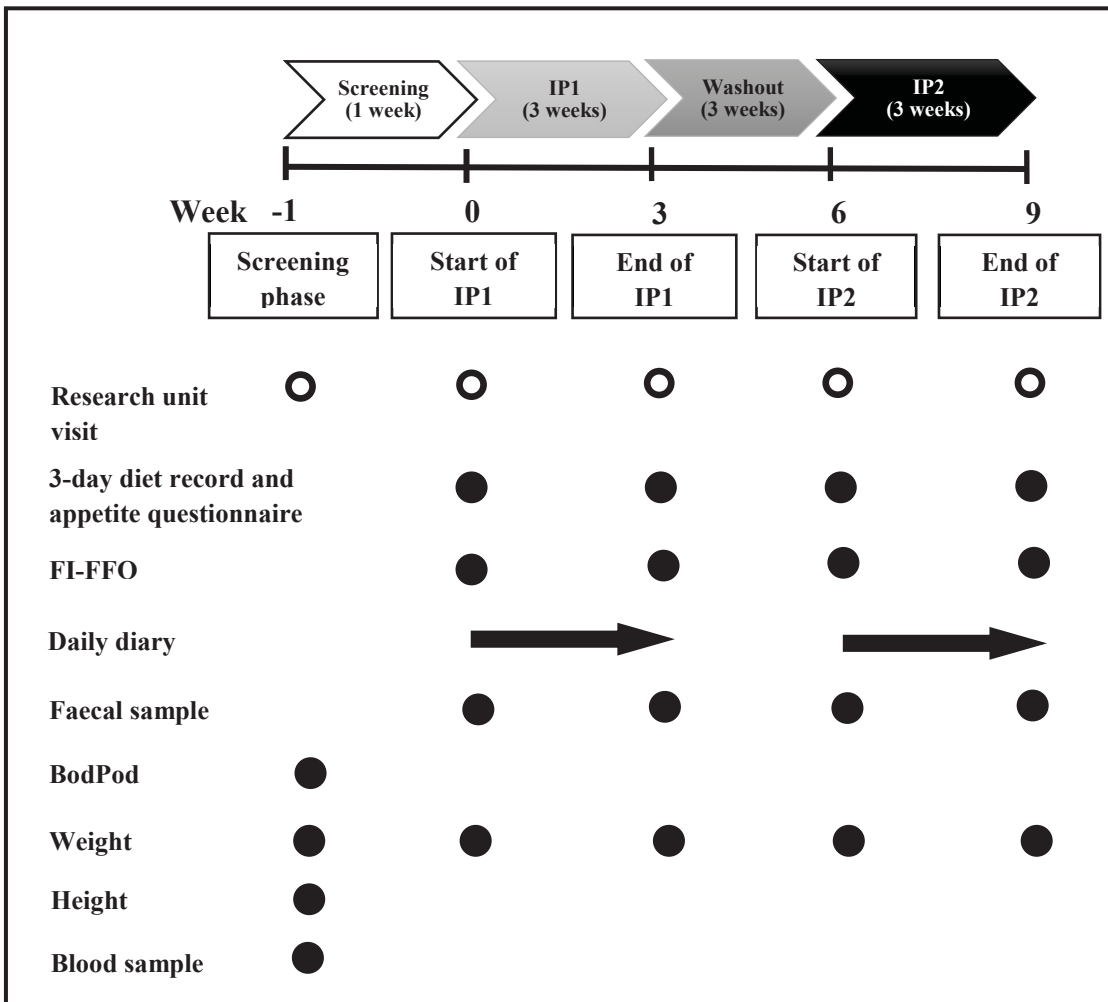 Screening
(1 week)
IP1
(3 weeks)
Washout
(3 weeks)
IP2
(3 weeks)
Week -1 0 3 6 9
Screening
phase
Start of
IP1
End of
IP1
Start of
IP2
End of
IP2
Research unit
visit
3-day diet record and
appetite questionnaire
FI-FFO
Daily diary
Faecal sample
BodPod
Weight
Height
Blood sample